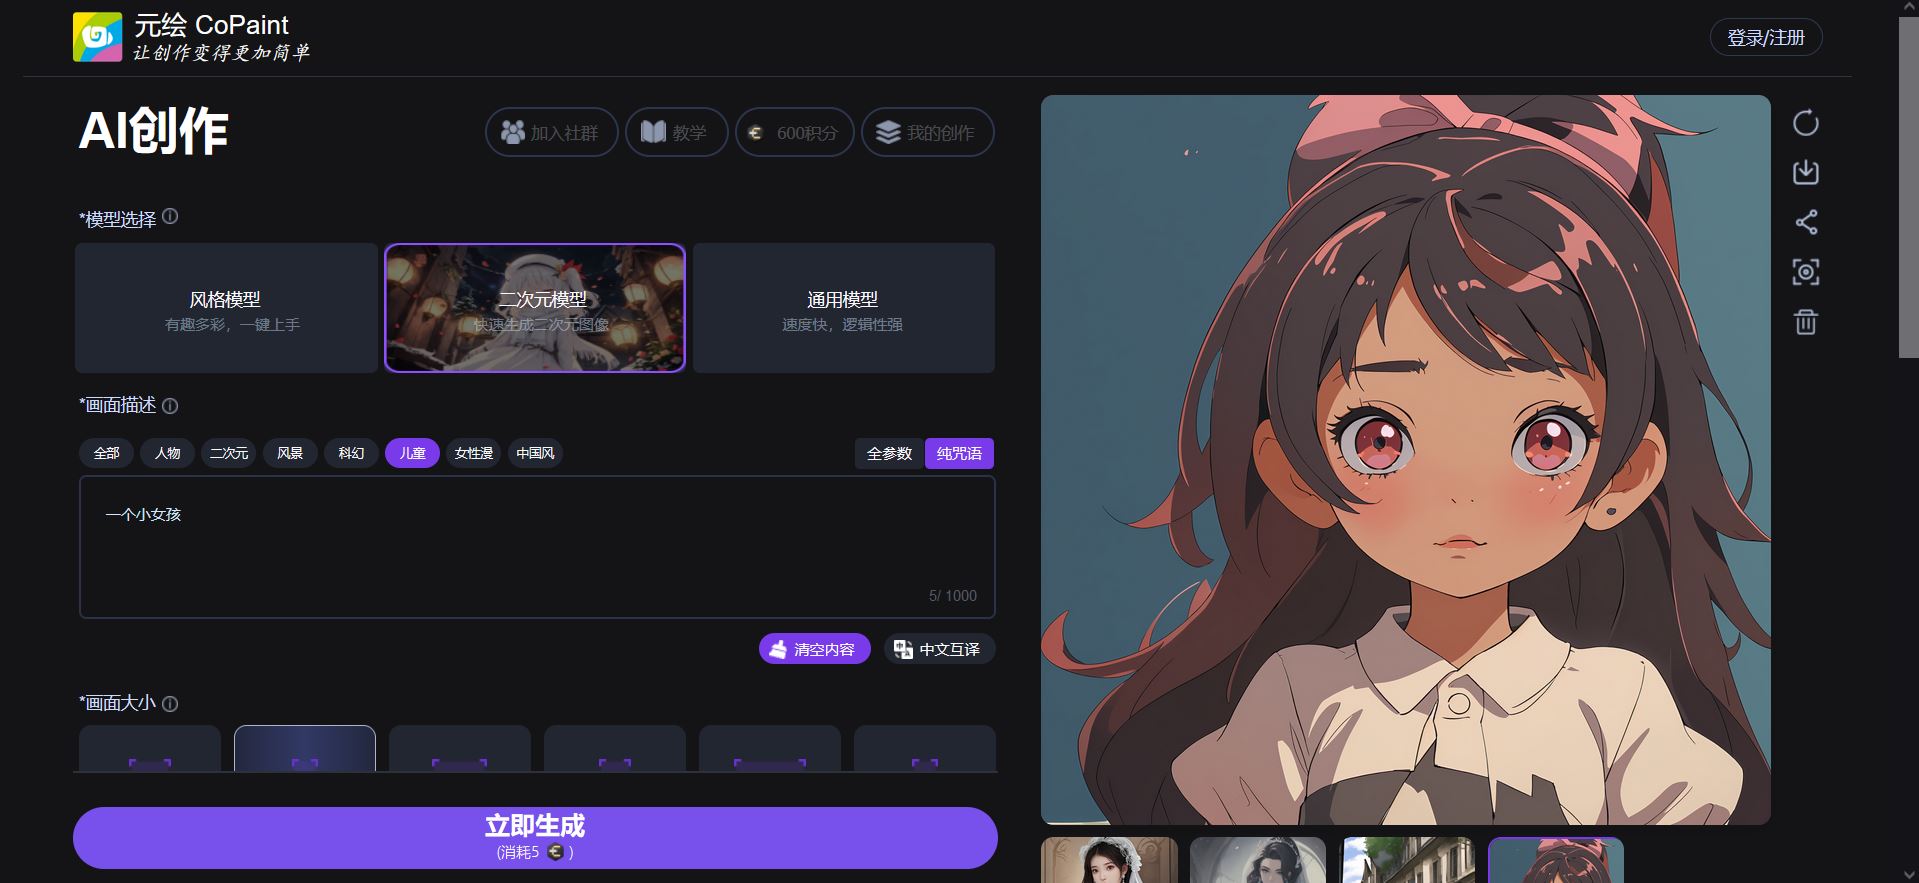 元绘 CoPaint
让创作变得更加简单
登录/注册
AI创作
加入社群
教学
600积分
我的创作
*模型选择
风格模型
有趣多彩，一键上手
二次元模型
快速生成二次元图像
通用模型
速度快，逻辑性强
*画面描述
全部
人物
二次元
风景
科幻
儿童
女性漫
中国风
全参数
纯咒语
一个小女孩
5/ 1000
清空内容
中文互译
*画面大小
立即生成
(消耗5 )